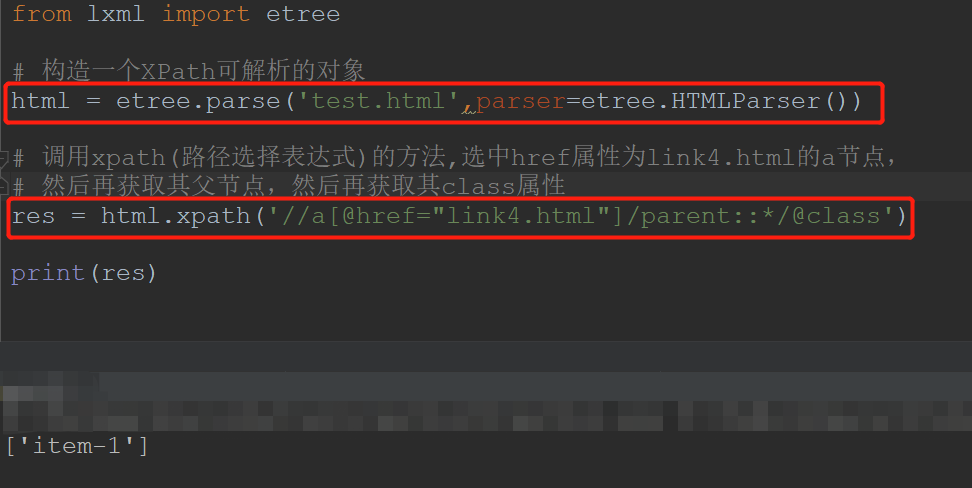 from lxml import etree
# 构造一个XPath可解析的对象
html = etree.parse('test.html',parser=etree.HTMLParser())
# 调用xpath(路径选择表达式)的方法,选中href属性为link4.html的a节点,
# 然后再获取其父节点，然后再获取其class属性
res = html.xpath('//a[@href="link4.html"]/parent::*/@class')
print(res)
['item-1']